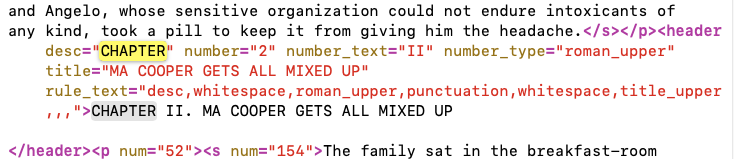 and Angelo, whose sensitive organization could not endure intoxicants of
any kind, took a pill to keep it from giving him the headache.</s></p><header
desc="CHAPTER" number="2" number_text="II" number_type="roman_upper"
title="MA COOPER GETS ALL MIXED UP"
rule_text="desc,whitespace,roman_upper,punctuation,whitespace,title_upper
,,,">CHAPTER II. MA COOPER GETS ALL MIXED UP
</header><p num="52"><s num="154">The family sat in the breakfast-room